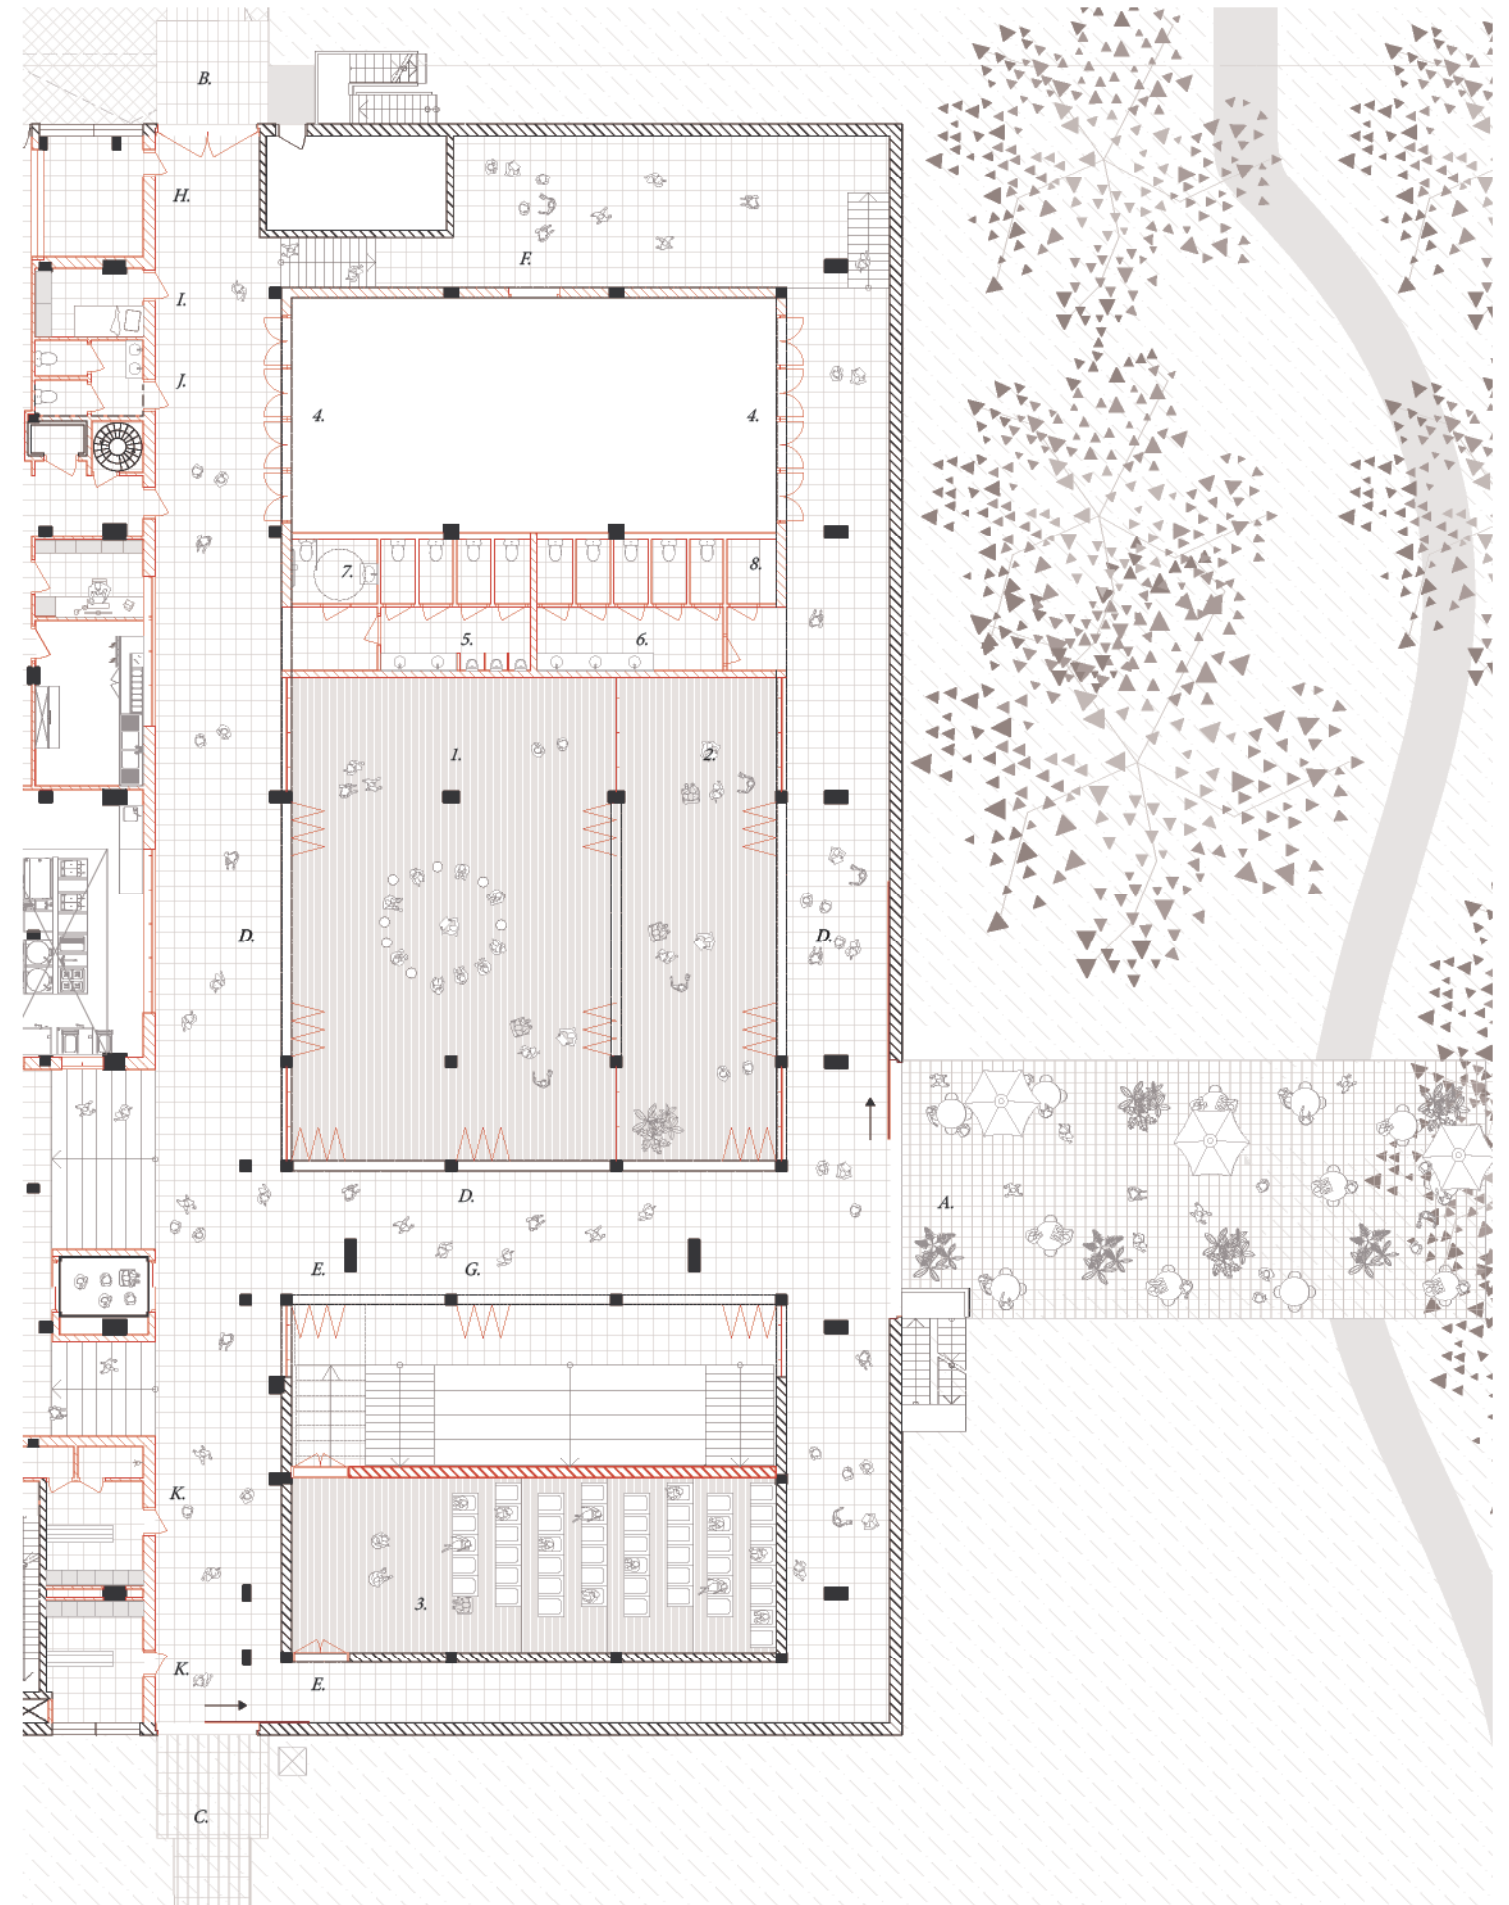 B.
H.
F.
I.
J.
4. 4.
7. 8.
5. 6.
1. 2.
D. D.
D. A.
E. G.
K.
3.
K. E.
C.